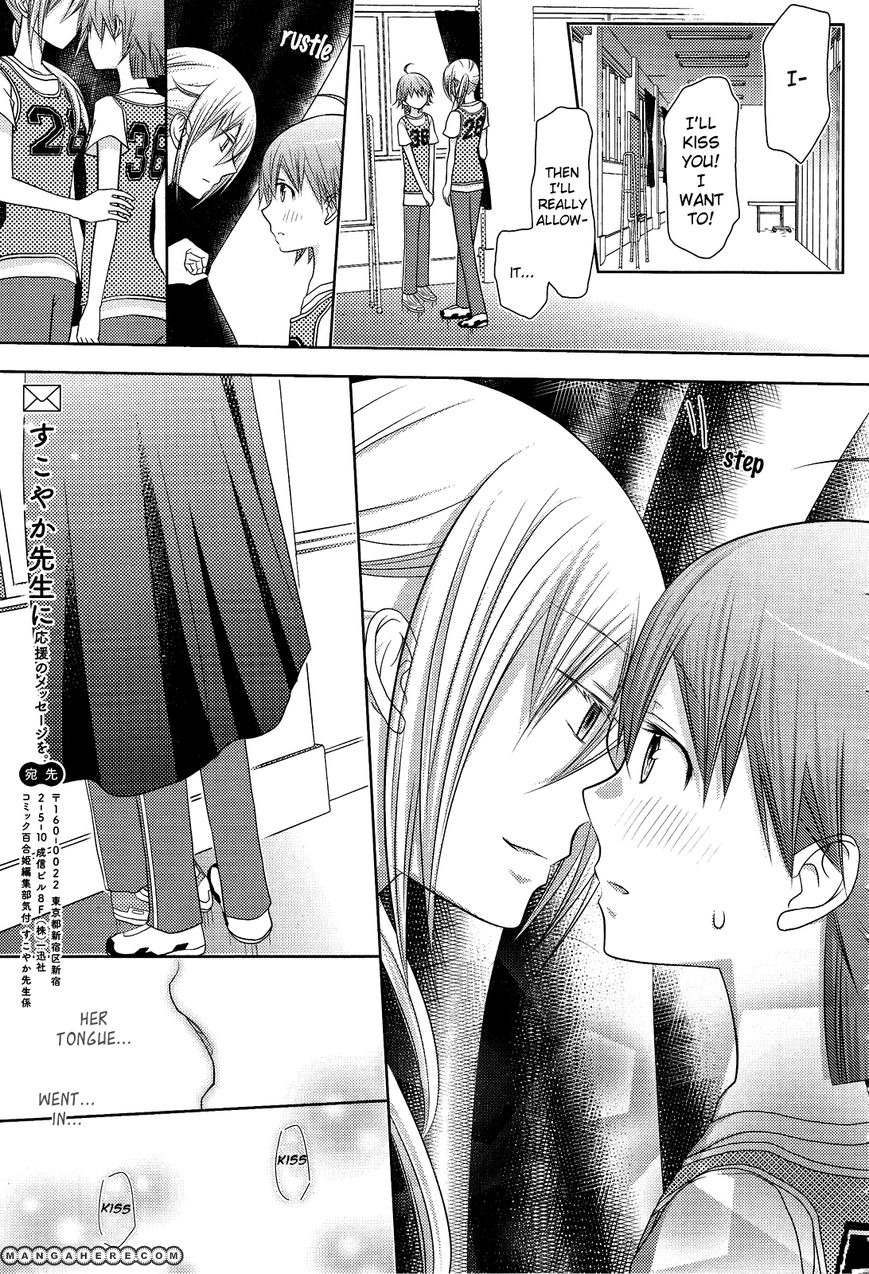 I-
I'LL
KISS
YOU!
I
WANT
TO!
THEN
I'LL
REALLY
ALLOW-
IT...
36
28
rustle
28
36
step
すこやか先生に
応援のメッセージを
宛先
〒160-0022 東京都新宿区新宿
2-5-10 成信ビル8F (株)一迅社
コミック百合姫編集部気付 すこやか先生係
HER
TONGUE...
WENT...
IN...
KISS
KISS
MANGAHERE.COM